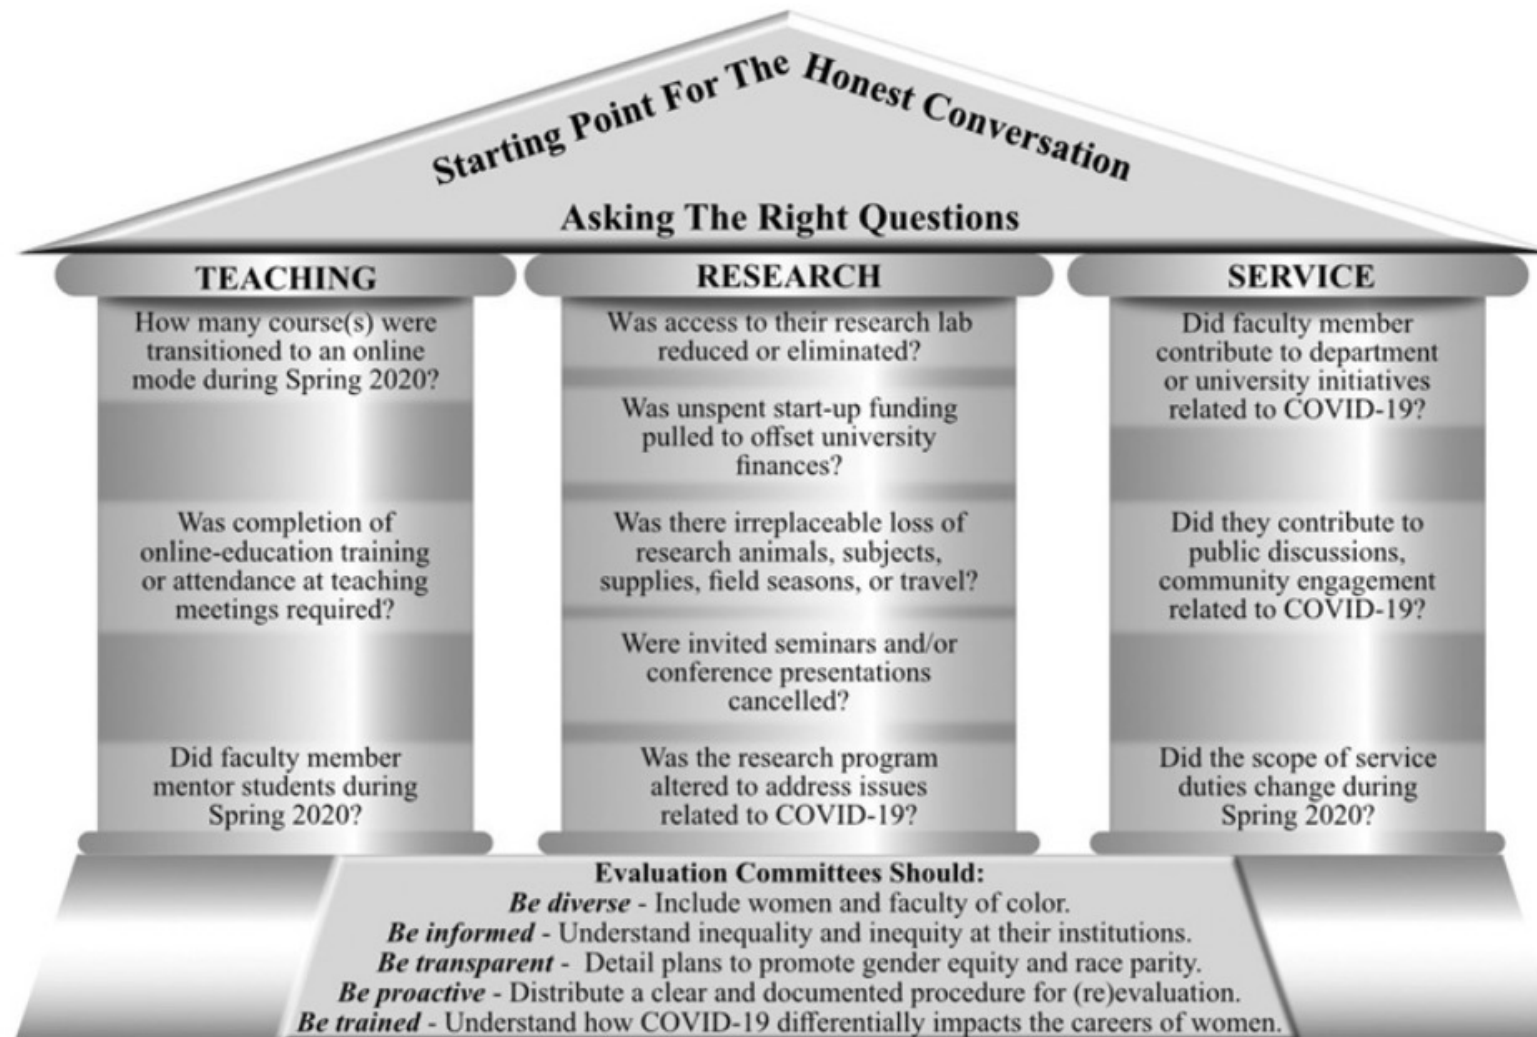 Starting Point For The Honest Conversation
Asking The Right Questions
TEACHING
How many course(s) were
transitioned to an online
mode during Spring 2020?
Was completion of
online-education training
or attendance at teaching
meetings required?
Did faculty member
mentor students during
Spring 2020?
RESEARCH
Was access to their research lab
reduced or eliminated?
Was unspent start-up funding
pulled to offset university
finances?
Was there irreplaceable loss of
research animals, subjects,
supplies, field seasons, or travel?
Were invited seminars and/or
conference presentations
cancelled?
Was the research program
altered to address issues
related to COVID-19?
SERVICE
Did faculty member
contribute to department
or university initiatives
related to COVID-19?
Did they contribute to
public discussions,
community engagement
related to COVID-19?
Did the scope of service
duties change during
Spring 2020?
Evaluation Committees Should:
Be diverse - Include women and faculty of color.
Be informed - Understand inequality and inequity at their institutions.
Be transparent - Detail plans to promote gender equity and race parity.
Be proactive - Distribute a clear and documented procedure for (re)evaluation.
Be trained - Understand how COVID-19 differentially impacts the careers of women.